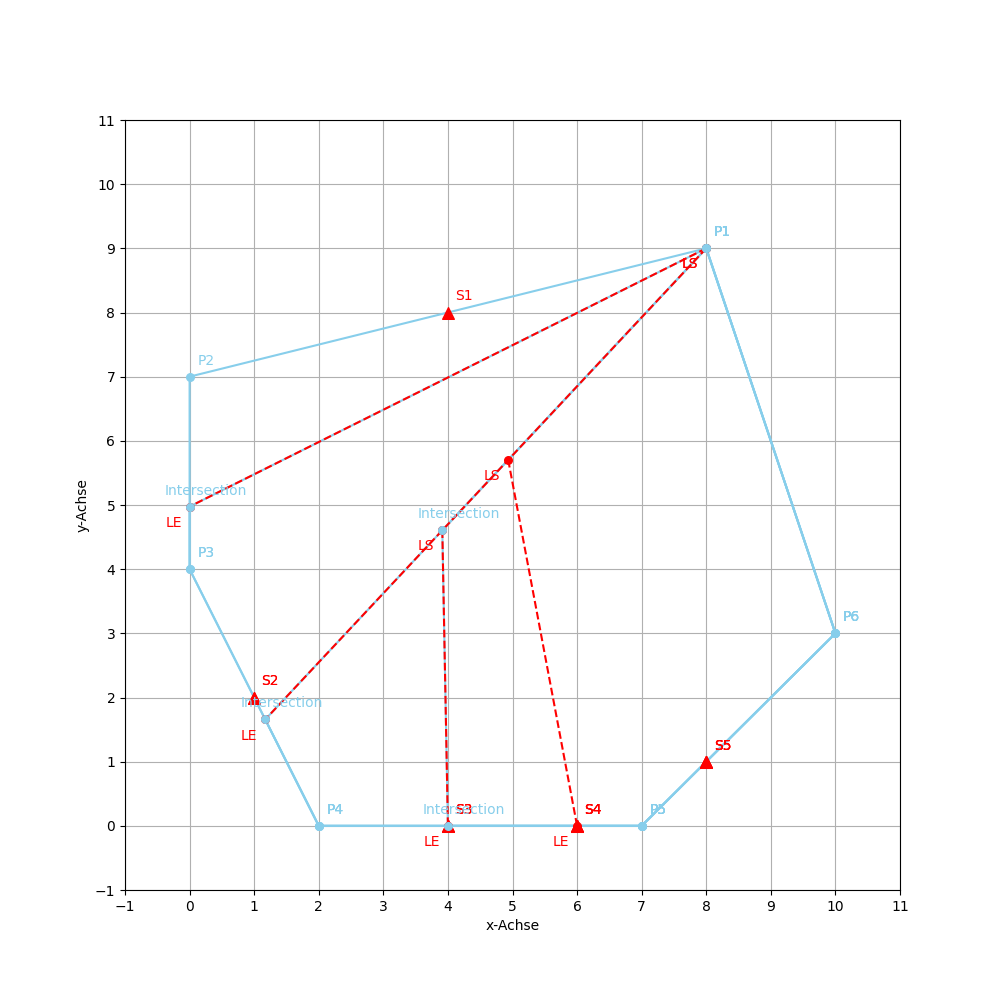 11
10
9
8
7
6
5
4
3
2
1
0
−1
y-Achse
P1
LS
LS
S1
P2
LS
Intersection
LE
Intersection
LS
P3
P6
S2
Intersection
LE
S5
P4
Intersection
S3
S4
P5
LE
LE
−1 0 1 2 3 4 5 6 7 8 9 10 11
x-Achse